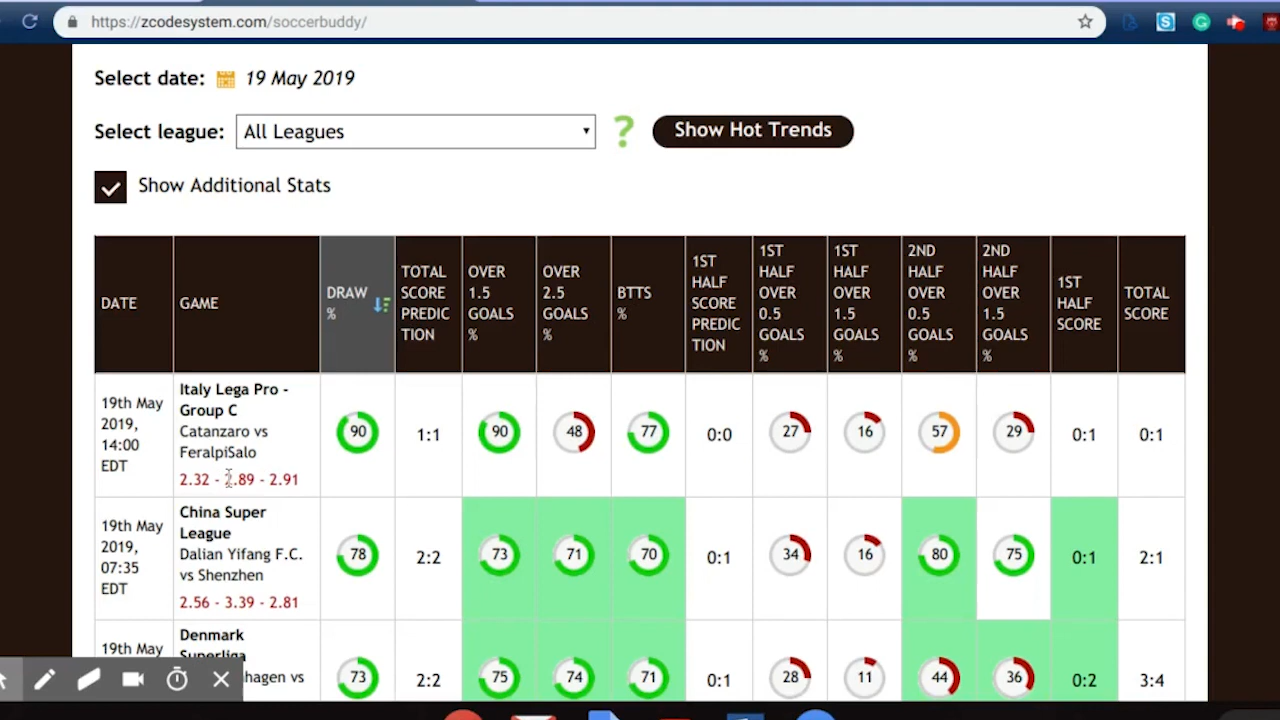 https://zcodesystem.com/soccerbuddy/
Select date: 19 May 2019
Select league: All Leagues ? Show Hot Trends
Show Additional Stats
DATE
GAME
DRAW
%
TOTAL
SCORE
PREDIC
TION
OVER
1.5
GOALS
%
OVER
2.5
GOALS
%
BTTS
%
1ST
HALF
SCORE
PREDIC
TION
1ST
HALF
OVER
0.5
GOALS
%
1ST
HALF
OVER
1.5
GOALS
%
2ND
HALF
OVER
0.5
GOALS
%
2ND
HALF
OVER
1.5
GOALS
%
1ST
HALF
SCORE
TOTAL
SCORE
19th May
2019,
14:00
EDT
Italy Lega Pro -
Group C
Catanzaro vs
FeralpiSalo
2.32 - 2.89 - 2.91
90
1:1
90
48
77
0:0
27
16
57
29
0:1
0:1
19th May
2019,
07:35
EDT
China Super
League
Dalian Yifang F.C.
vs Shenzhen
2.56 - 3.39 - 2.81
78
2:2
73
71
70
0:1
34
16
80
75
0:1
2:1
19th May
Denmark
Superliga
hagen vs
73
2:2
75
74
71
0:1
28
11
44
36
0:2
3:4